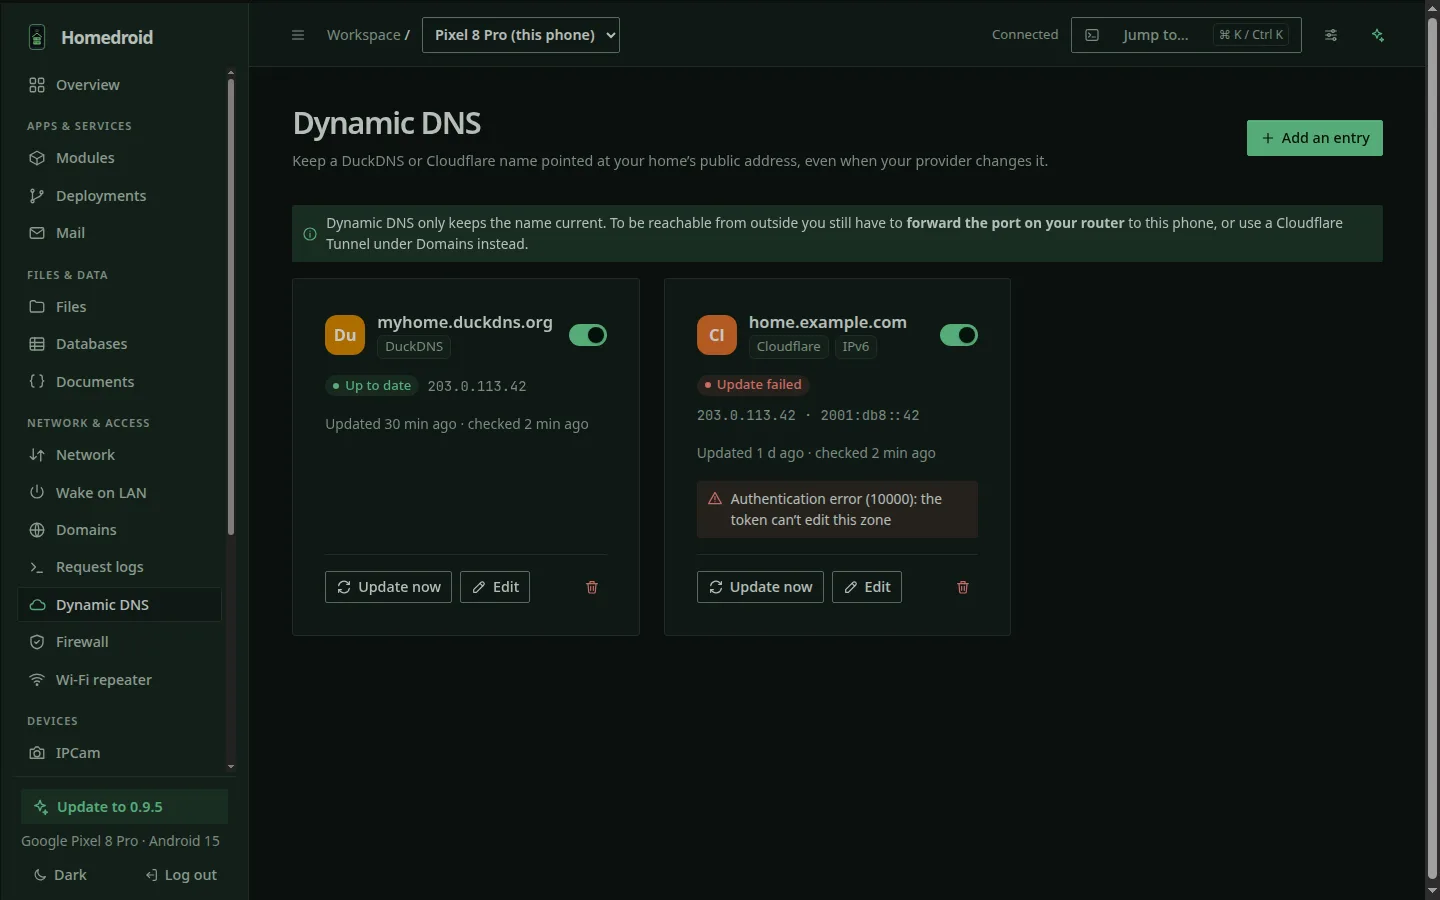 Homedroid
Overview
APPS & SERVICES
Modules
Deployments
Mail
FILES & DATA
Files
Databases
Documents
NETWORK & ACCESS
Network
Wake on LAN
Domains
Request logs
Dynamic DNS
Firewall
Wi-Fi repeater
DEVICES
IPCam
Update to 0.9.5
Google Pixel 8 Pro · Android 15
Dark
Log out
Workspace /
Pixel 8 Pro (this phone)
Connected
Jump to...
⌘ K / Ctrl K
Dynamic DNS
Keep a DuckDNS or Cloudflare name pointed at your home’s public address, even when your provider changes it.
Add an entry
Dynamic DNS only keeps the name current. To be reachable from outside you still have to forward the port on your router to this phone, or use a Cloudflare
Tunnel under Domains instead.
Du
myhome.duckdns.org
DuckDNS
Up to date
203.0.113.42
Updated 30 min ago · checked 2 min ago
Update now
Edit
Cl
home.example.com
Cloudflare
IPv6
Update failed
203.0.113.42 · 2001:db8::42
Updated 1 d ago · checked 2 min ago
Authentication error (10000): the
token can’t edit this zone
Update now
Edit